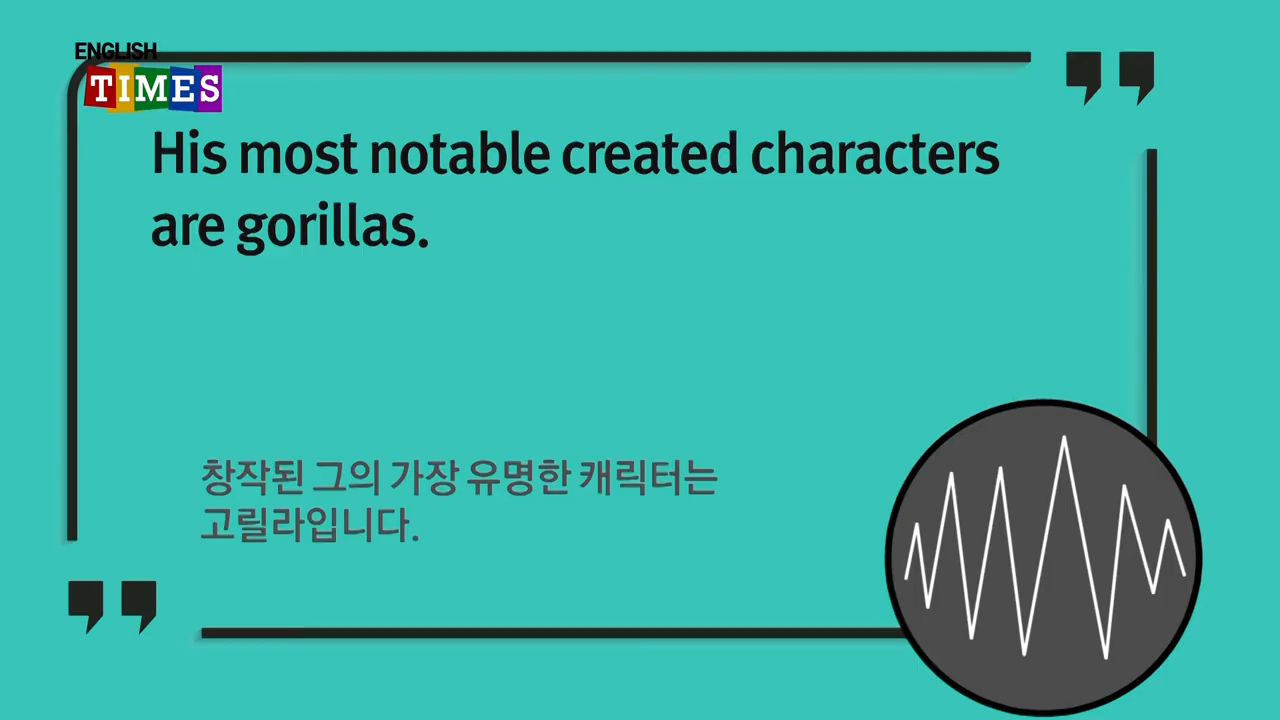 ENGLISH
TIMES
His most notable created characters
are gorillas.
창작된 그의 가장 유명한 캐릭터는
고릴라입니다.